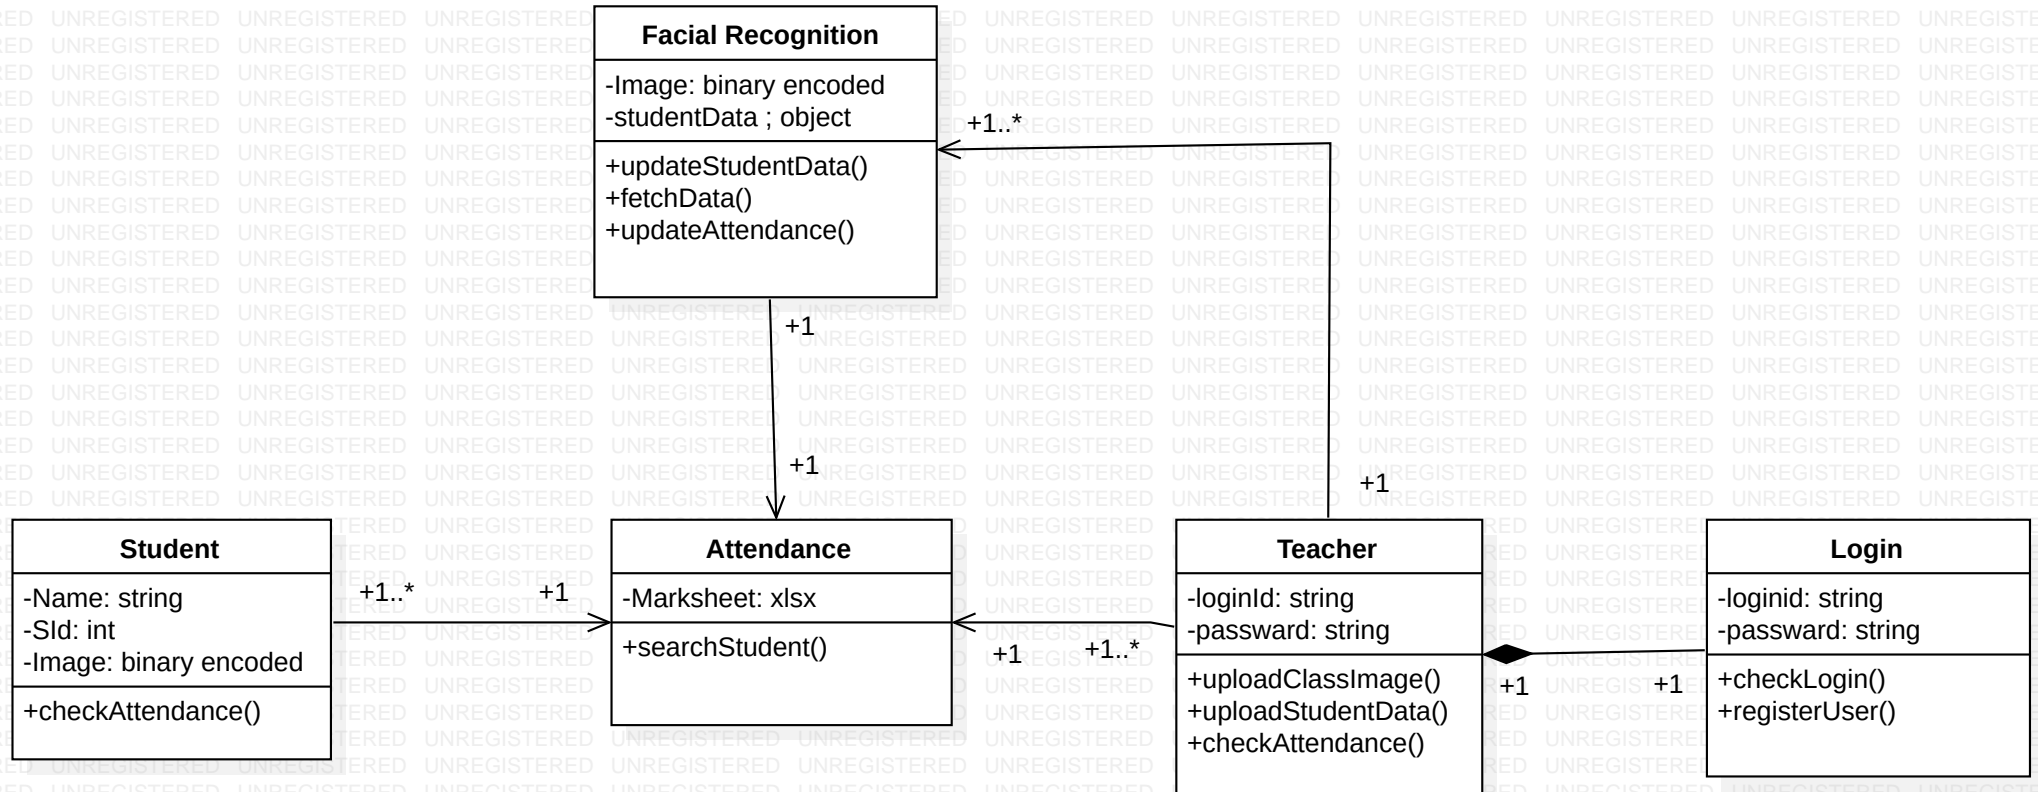 Facial Recognition
-Image: binary encoded
-studentData ; object
+updateStudentData()
+fetchData()
+updateAttendance()
+1..*
+1
+1
+1
Student
-Name: string
-SId: int
-Image: binary encoded
+checkAttendance()
+1..*
+1
Attendance
-Marksheet: xlsx
+searchStudent()
+1
+1..*
Teacher
-loginId: string
-passward: string
+uploadClassImage()
+uploadStudentData()
+checkAttendance()
+1
+1
Login
-loginid: string
-passward: string
+checkLogin()
+registerUser()
UNREGISTERED